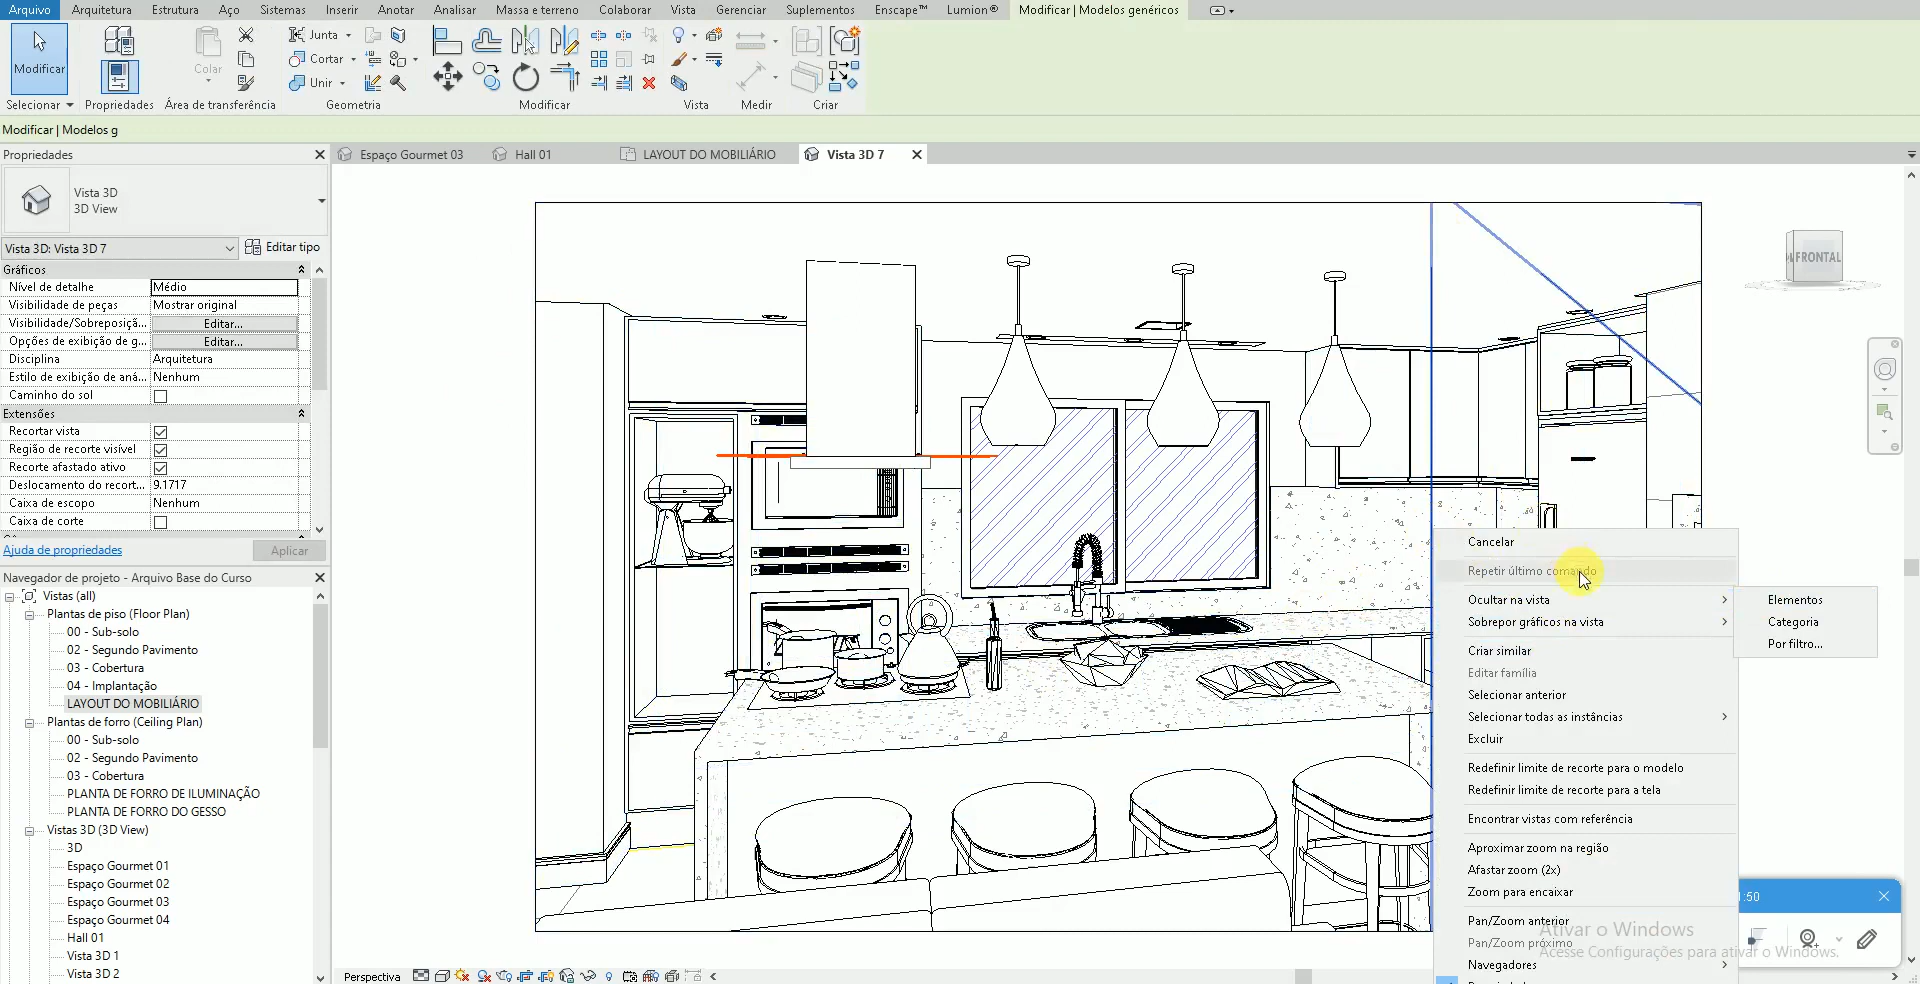 Arquivo Arquitetura Estrutura Aço Sistemas Inserir Anotar Analisar Massa e terreno Colaborar Vista Gerenciar Suplementos Enscape™ Lumion® Modificar | Modelos genéricos
Modificar
Colar
Junta
Cortar
Unir
Selecionar Propriedades Área de transferência Geometria Modificar Vista Medir Criar
Modificar | Modelos g
Propriedades
Espaço Gourmet 03 Hall 01 LAYOUT DO MOBILIÁRIO Vista 3D 7
Vista 3D
3D View
Vista 3D: Vista 3D 7 Editar tipo
Gráficos
Nível de detalhe Médio
Visibilidade de peças Mostrar original
Visibilidade/Sobreposiçã... Editar...
Opções de exibição de g... Editar...
Disciplina Arquitetura
Estilo de exibição de aná... Nenhum
Caminho do sol
Extensões
Recortar vista
Região de recorte visível
Recorte afastado ativo
Deslocamento do recort... 9.1717
Caixa de escopo Nenhum
Caixa de corte
Ajuda de propriedades Aplicar
Navegador de projeto - Arquivo Base do Curso
Vistas (all)
Plantas de piso (Floor Plan)
00 - Sub-solo
02 - Segundo Pavimento
03 - Cobertura
04 - Implantação
LAYOUT DO MOBILIÁRIO
Plantas de forro (Ceiling Plan)
00 - Sub-solo
02 - Segundo Pavimento
03 - Cobertura
PLANTA DE FORRO DE ILUMINAÇÃO
PLANTA DE FORRO DO GESSO
Vistas 3D (3D View)
3D
Espaço Gourmet 01
Espaço Gourmet 02
Espaço Gourmet 03
Espaço Gourmet 04
Hall 01
Vista 3D 1
Vista 3D 2
FRONTAL
Cancelar
Repetir último comando
Ocultar na vista
Sobrepor gráficos na vista
Criar similar
Editar família
Selecionar anterior
Selecionar todas as instâncias
Excluir
Redefinir limite de recorte para o modelo
Redefinir limite de recorte para a tela
Encontrar vistas com referência
Aproximar zoom na região
Afastar zoom (2x)
Zoom para encaixar
Pan/Zoom anterior
Pan/Zoom próximo
Navegadores
Elementos
Categoria
Por filtro...
:50
Ativar o Windows
Acesse Configurações para ativar o Windows.
Perspectiva